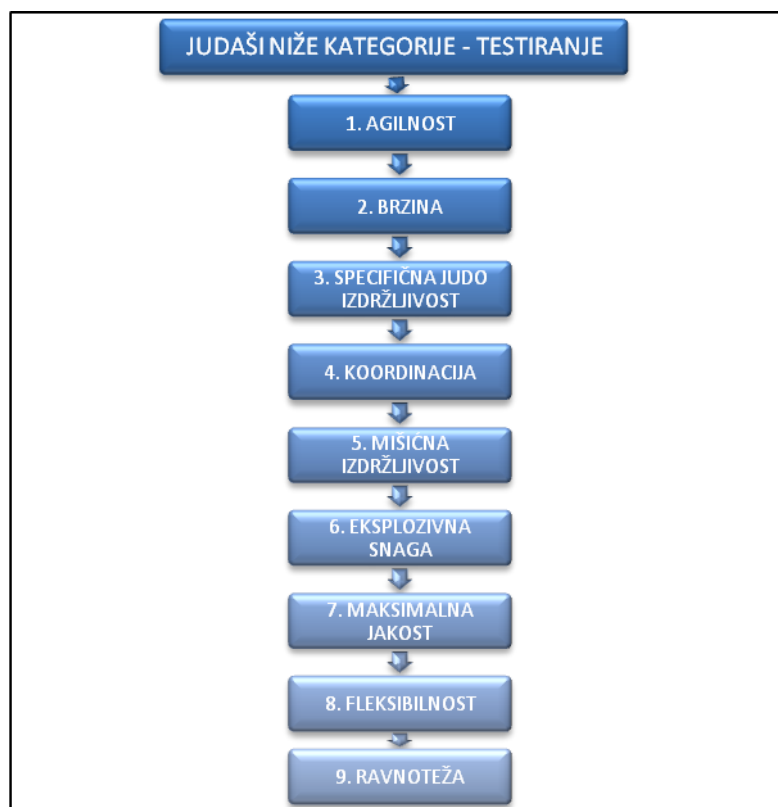 JUDAŠI NIŽE KATEGORIJE - TESTIRANJE
1. AGILNOST
2. BRZINA
3. SPECIFIČNA JUDO
IZDRŽLJIVOST
4. KOORDINACIJA
5. MIŠIĆNA
IZDRŽLJIVOST
6. EKSPLOZIVNA
SNAGA
7. MAKSIMALNA
JAKOST
8. FLEKSIBILNOST
9. RAVNOTEŽA